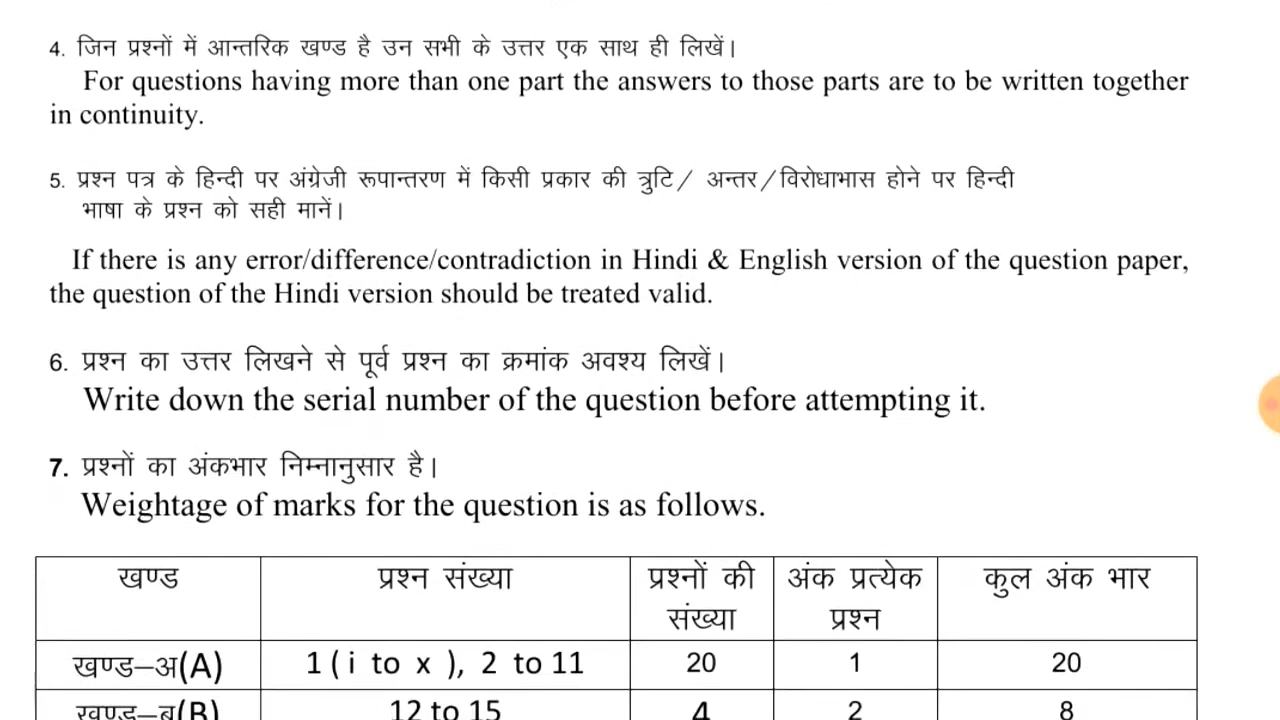 4. जिन प्रश्नों में आन्तरिक खण्ड है उन सभी के उत्तर एक साथ ही लिखें।
For questions having more than one part the answers to those parts are to be written together
in continuity.
5. प्रश्न पत्र के हिन्दी पर अंग्रेजी रूपान्तरण में किसी प्रकार की त्रुटि/ अन्तर/विरोधाभास होने पर हिन्दी
भाषा के प्रश्न को सही मानें।
If there is any error/difference/contradiction in Hindi & English version of the question paper,
the question of the Hindi version should be treated valid.
6. प्रश्न का उत्तर लिखने से पूर्व प्रश्न का क्रमांक अवश्य लिखें।
Write down the serial number of the question before attempting it.
7. प्रश्नों का अंकभार निम्नानुसार है।
Weightage of marks for the question is as follows.
खण्ड प्रश्न संख्या प्रश्नों की अंक प्रत्येक कुल अंक भार
संख्या प्रश्न
खण्ड–अ(A) 1 ( i to x ), 2 to 11 20 1 20
खण्ड–ब(B) 12 to 15 4 2 8